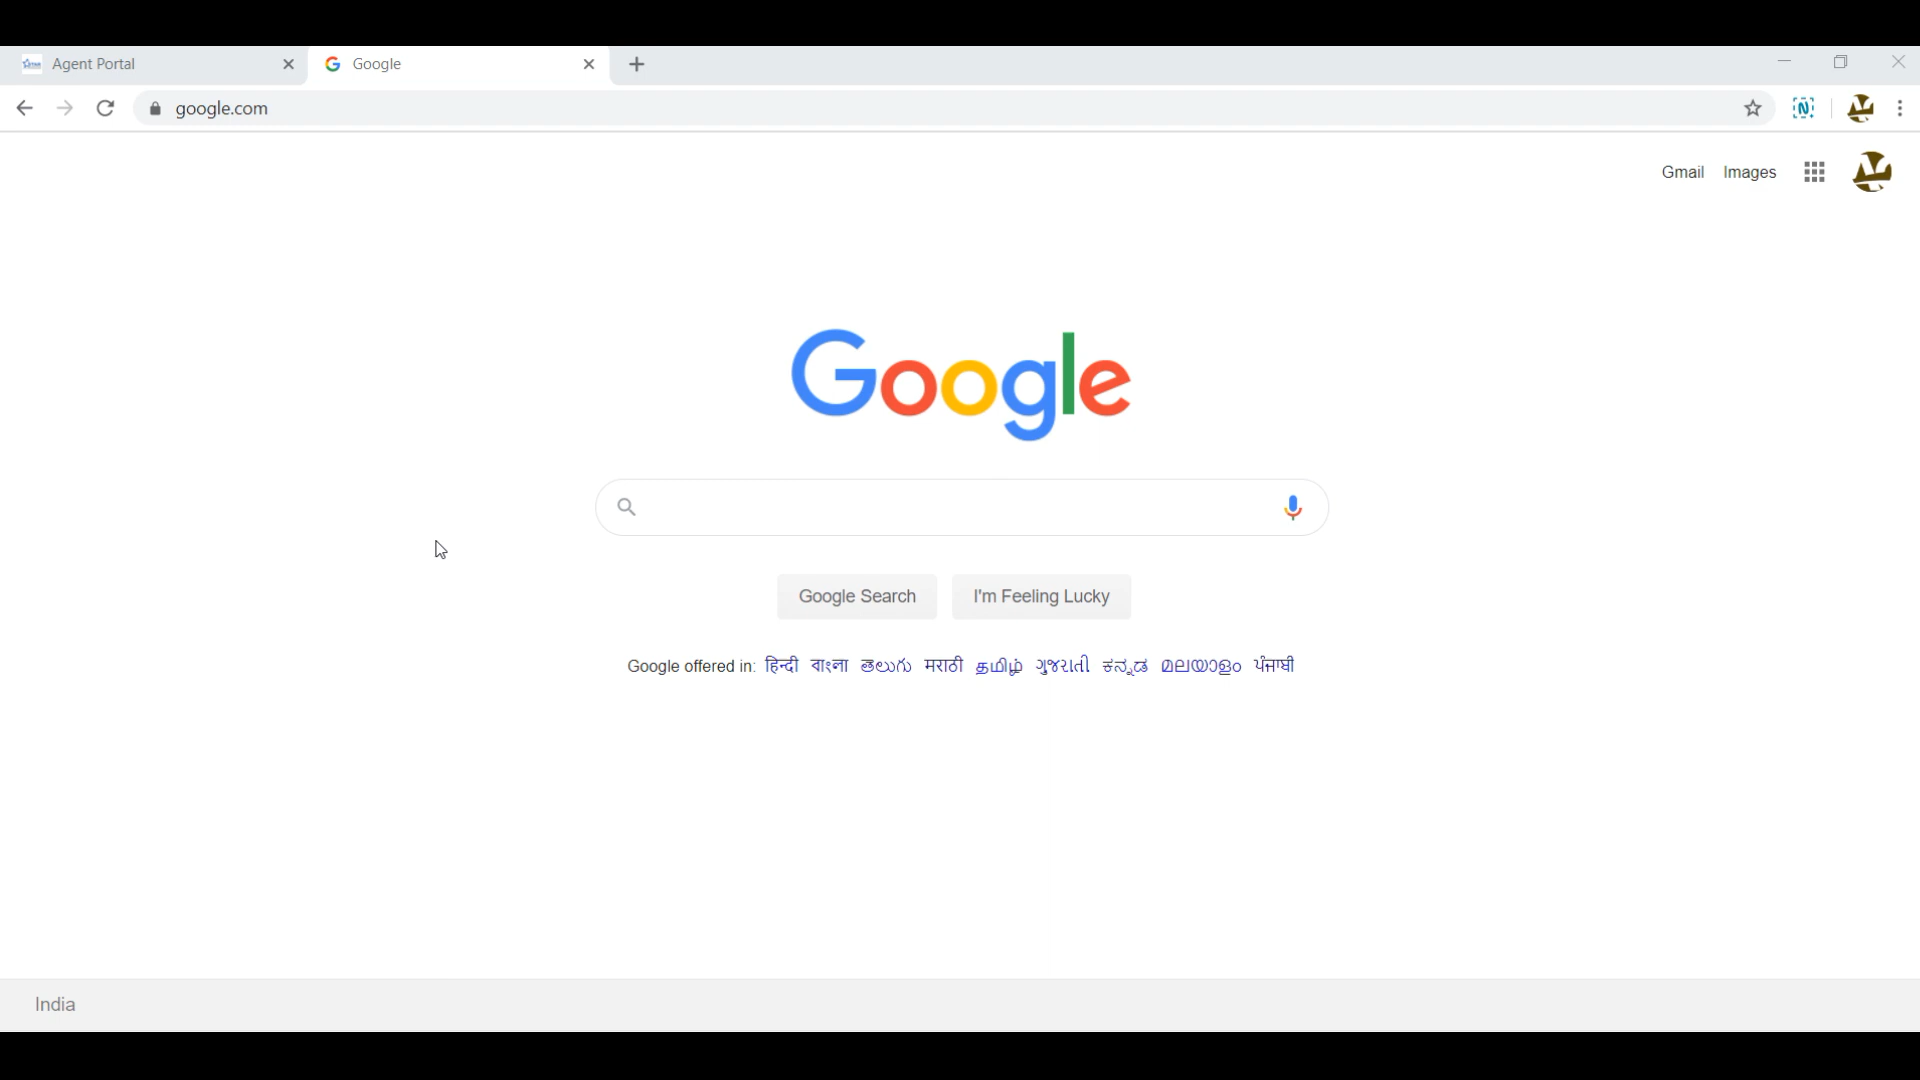 Agent Portal
Google
google.com
Gmail Images
Google
Google Search I'm Feeling Lucky
Google offered in: हिन्दी বাংলা తెలుగు मराठी தமிழ் ગુજરાતી ಕನ್ನಡ മലയാളം ਪੰਜਾਬੀ
India